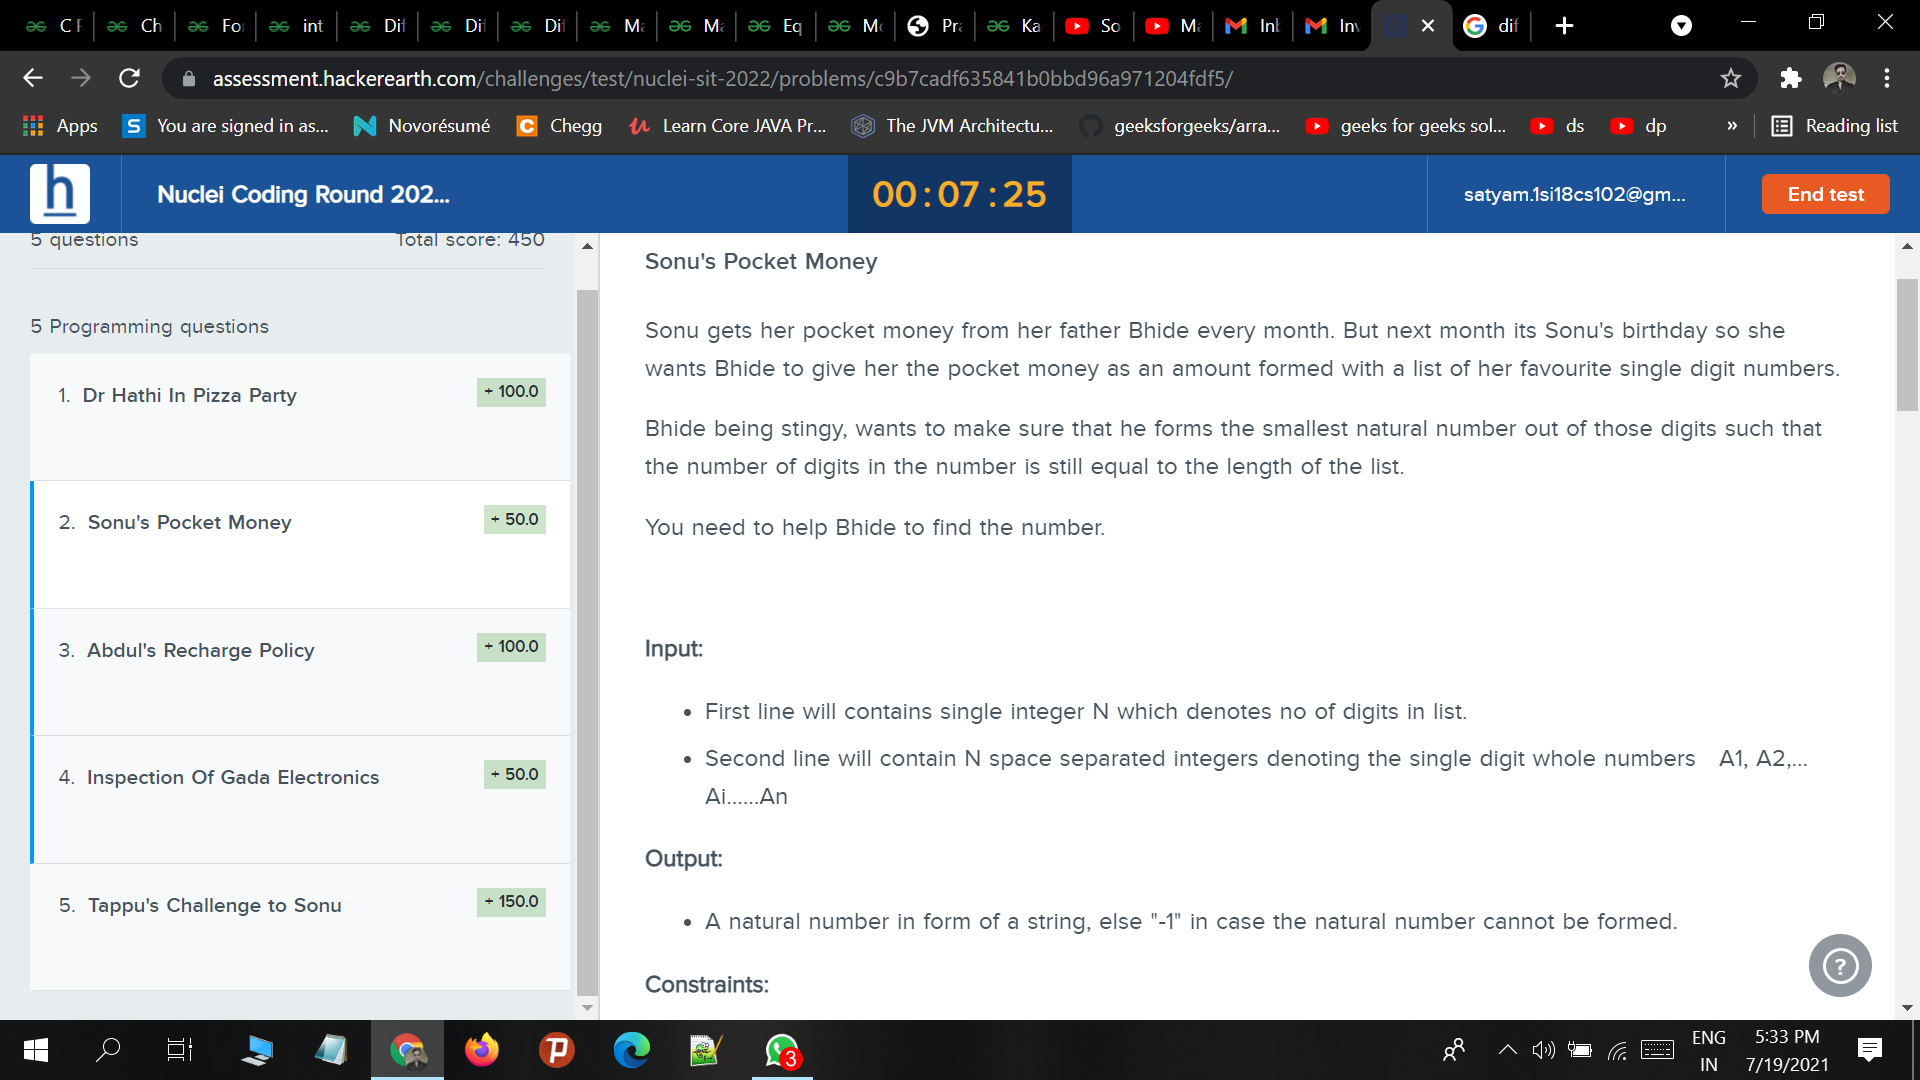 C F
Ch
Fo
int
Dif
Di
Dif
Ma
Ma
Eq
Mo
Pra
Ka
So
Ma
Inb
Inv
dif
assessment.hackerearth.com/challenges/test/nuclei-sit-2022/problems/c9b7cadf635841b0bbd96a971204fdf5/
Apps
You are signed in as...
Novorésumé
Chegg
Learn Core JAVA Pr...
The JVM Architectu...
geeksforgeeks/arra...
geeks for geeks sol...
ds
dp
»
Reading list
Nuclei Coding Round 202...
00:07:25
satyam.1si18cs102@gm...
End test
5 questions
Total score: 450
5 Programming questions
1. Dr Hathi In Pizza Party
+ 100.0
2. Sonu's Pocket Money
+ 50.0
3. Abdul's Recharge Policy
+ 100.0
4. Inspection Of Gada Electronics
+ 50.0
5. Tappu's Challenge to Sonu
+ 150.0
Sonu's Pocket Money
Sonu gets her pocket money from her father Bhide every month. But next month its Sonu's birthday so she
wants Bhide to give her the pocket money as an amount formed with a list of her favourite single digit numbers.
Bhide being stingy, wants to make sure that he forms the smallest natural number out of those digits such that
the number of digits in the number is still equal to the length of the list.
You need to help Bhide to find the number.
Input:
• First line will contains single integer N which denotes no of digits in list.
• Second line will contain N space separated integers denoting the single digit whole numbers A1, A2,...
Ai......An
Output:
• A natural number in form of a string, else "-1" in case the natural number cannot be formed.
Constraints:
?
3
ENG
IN
5:33 PM
7/19/2021